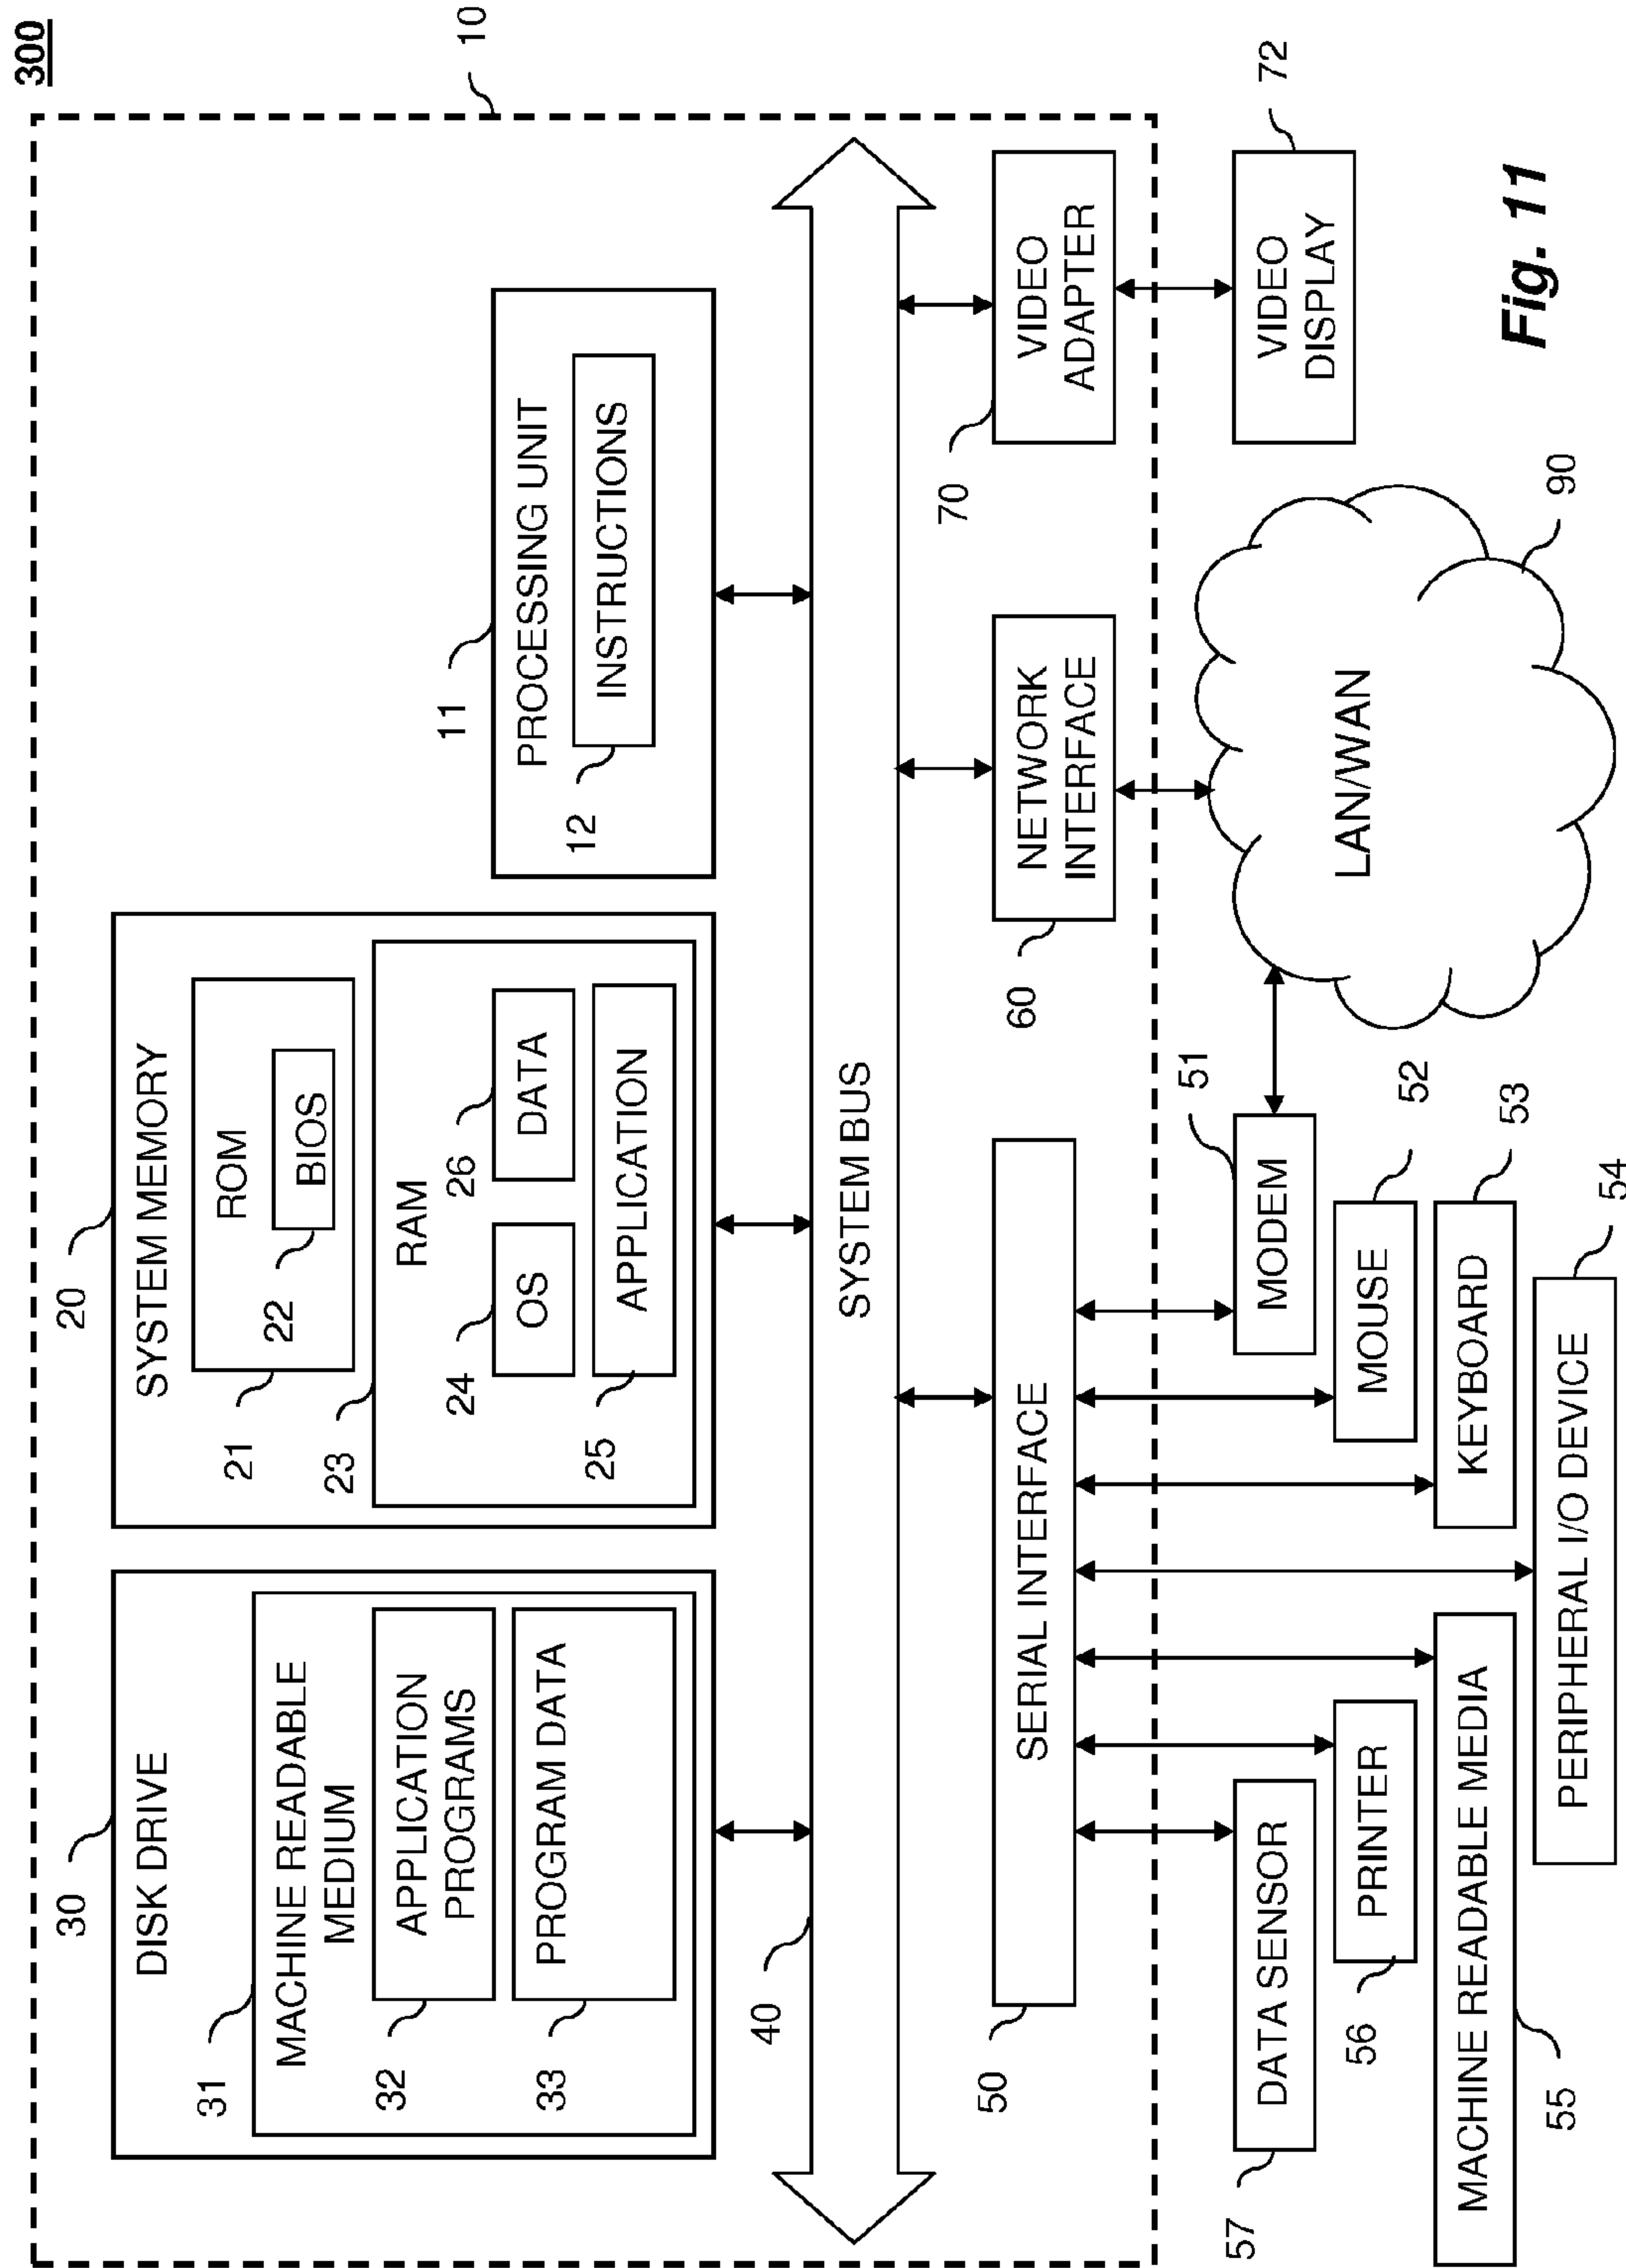 300
10
30
DISK DRIVE
31
MACHINE READABLE
MEDIUM
32
APPLICATION
PROGRAMS
33
PROGRAM DATA
20
SYSTEM MEMORY
21
ROM
22
BIOS
23
RAM
24
OS
26
DATA
25
APPLICATION
11
PROCESSING UNIT
12
INSTRUCTIONS
40
SYSTEM BUS
50
SERIAL INTERFACE
60
NETWORK
INTERFACE
70
VIDEO
ADAPTER
57
DATA SENSOR
56
PRINTER
55
MACHINE READABLE MEDIA
51
MODEM
52
MOUSE
53
KEYBOARD
54
PERIPHERAL I/O DEVICE
LAN/WAN
90
72
VIDEO
DISPLAY
Fig. 11